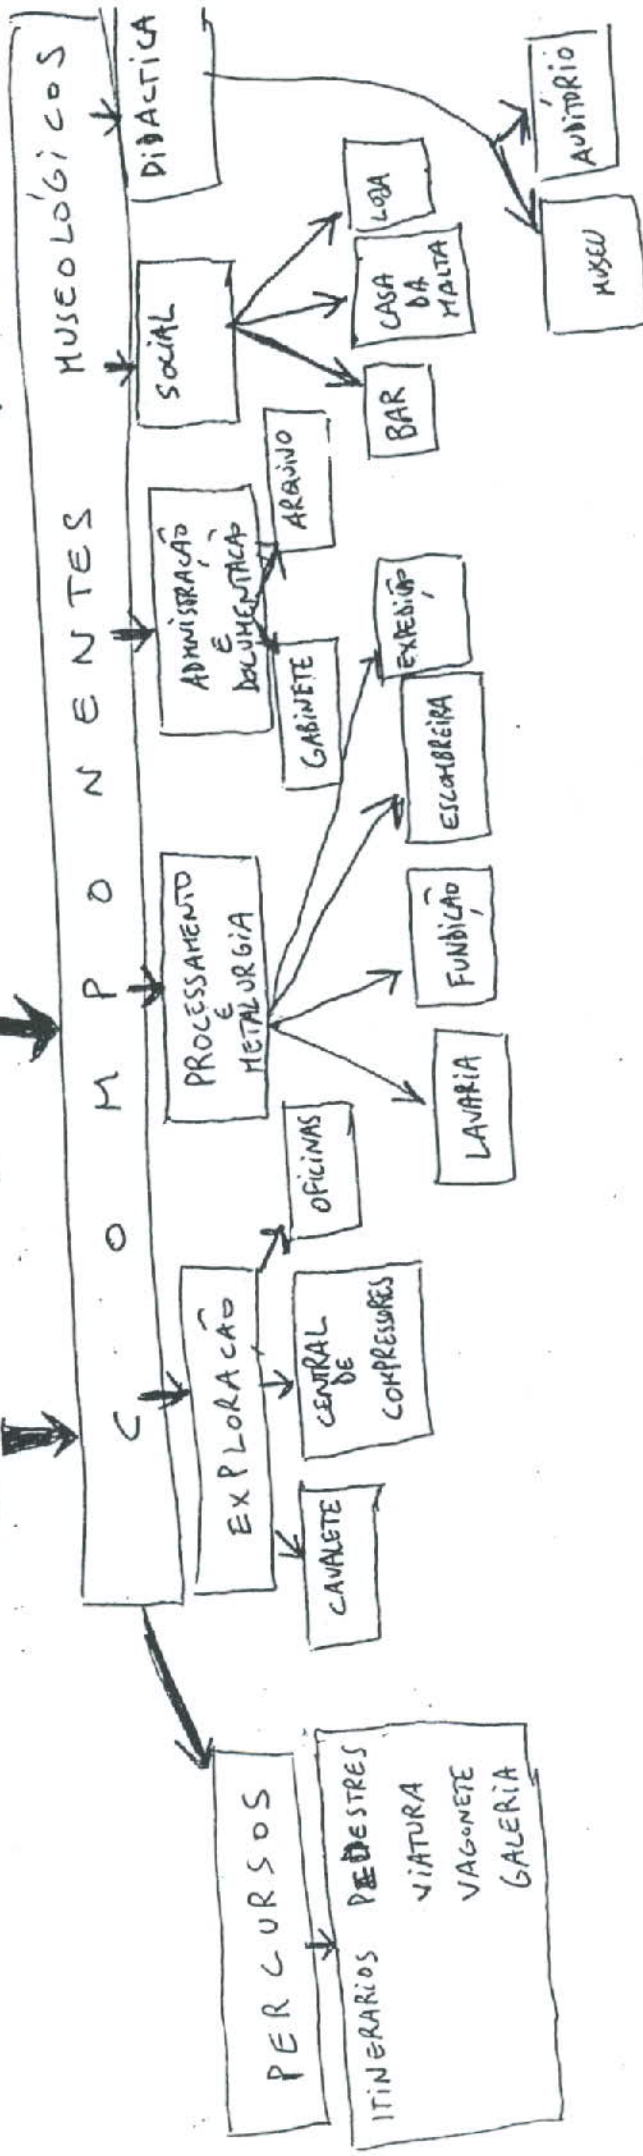 COMPONENTES MUSEOLÓGICOS
PERCURSOS
ITINERÁRIOS PEDESTRES
VIATURA
VAGONETE
GALERIA
EXPLORAÇÃO
CAVALETE
CENTRAL
DE
COMPRESSORES
OFICINAS
PROCESSAMENTO
E
METALURGIA
LAVARIA
FUNDIÇÃO
ESCOMBREIRA
EXPEDIÇÃO
ADMINISTRAÇÃO
E
DOCUMENTAÇÃO
GABINETE
ARQUIVO
SOCIAL
BAR
CASA
DA
MALTA
LOJA
DIDACTICA
MUSEU
AUDITÓRIO